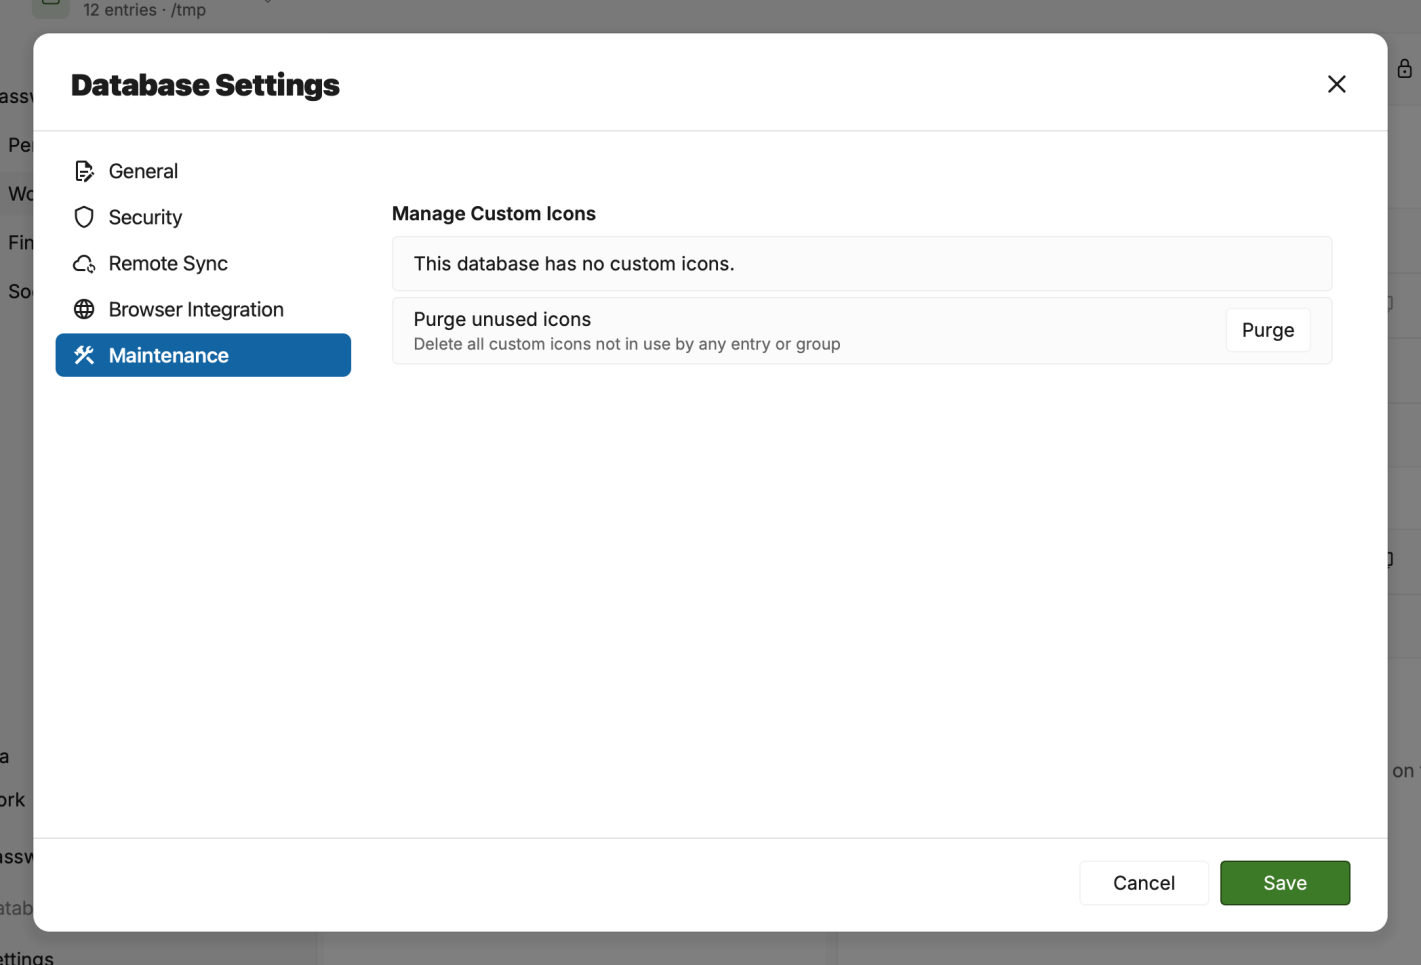 12 entries · /tmp
Database Settings
General
Security
Remote Sync
Browser Integration
Maintenance
Manage Custom Icons
This database has no custom icons.
Purge unused icons
Delete all custom icons not in use by any entry or group
Purge
on
Cancel
Save